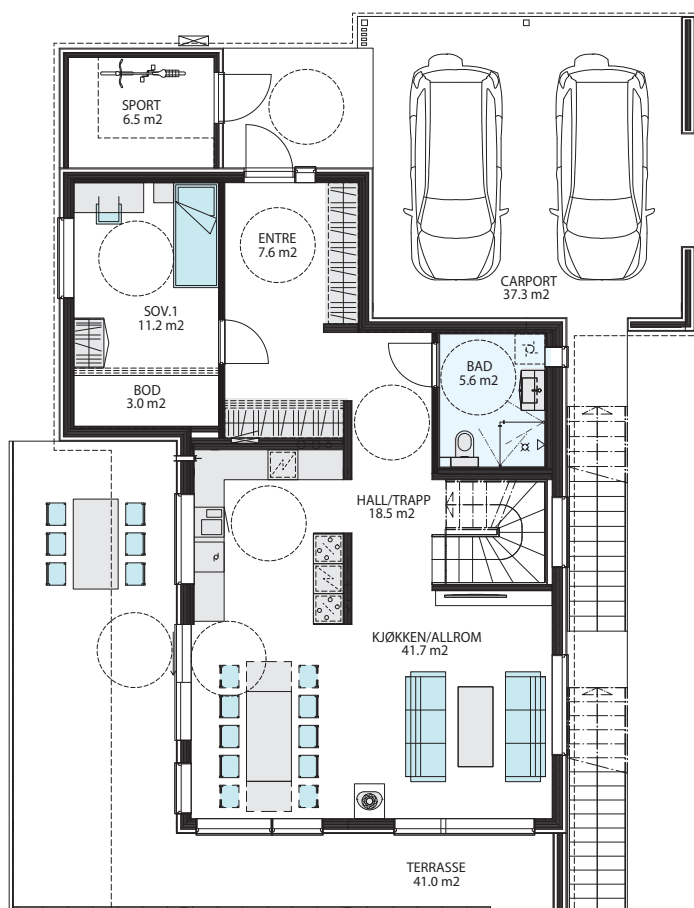 SPORT
6.5 m2
ENTRE
7.6 m2
CARPORT
37.3 m2
SOV.1
11.2 m2
BAD
5.6 m2
BOD
3.0 m2
HALL/TRAPP
18.5 m2
KJØKKEN/ALLROM
41.7 m2
TERRASSE
41.0 m2